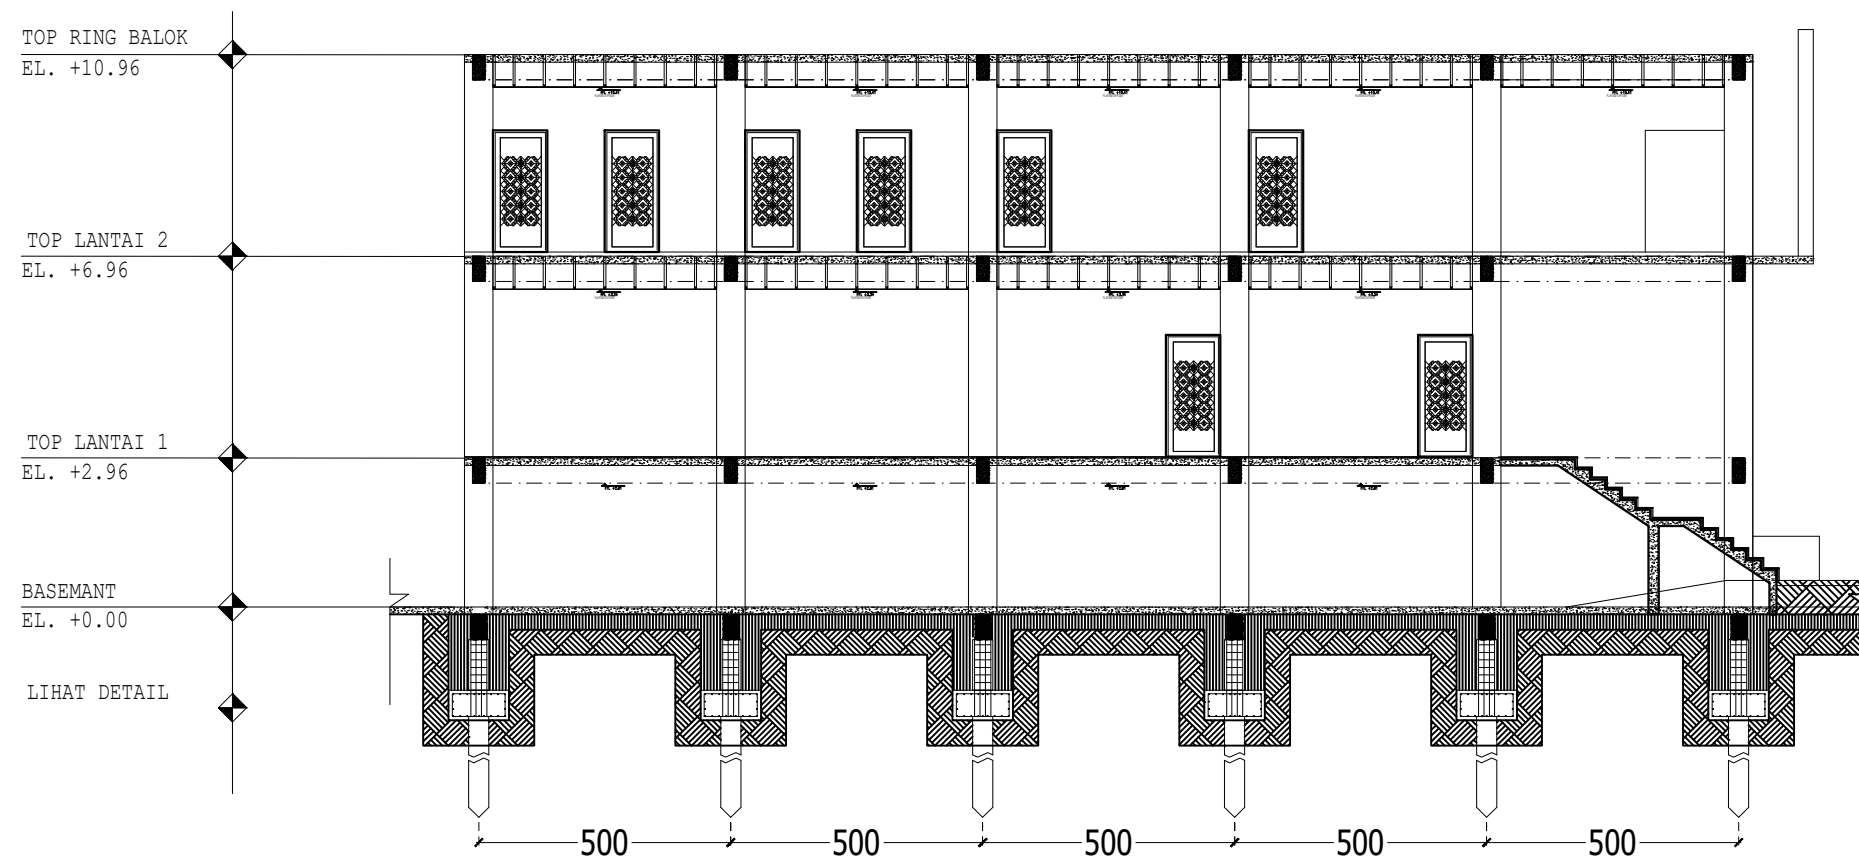 TOP RING BALOK
EL. +10.96
TOP LANTAI 2
EL. +6.96
TOP LANTAI 1
EL. +2.96
BASEMANT
EL. +0.00
LIHAT DETAIL
500 500 500 500 500